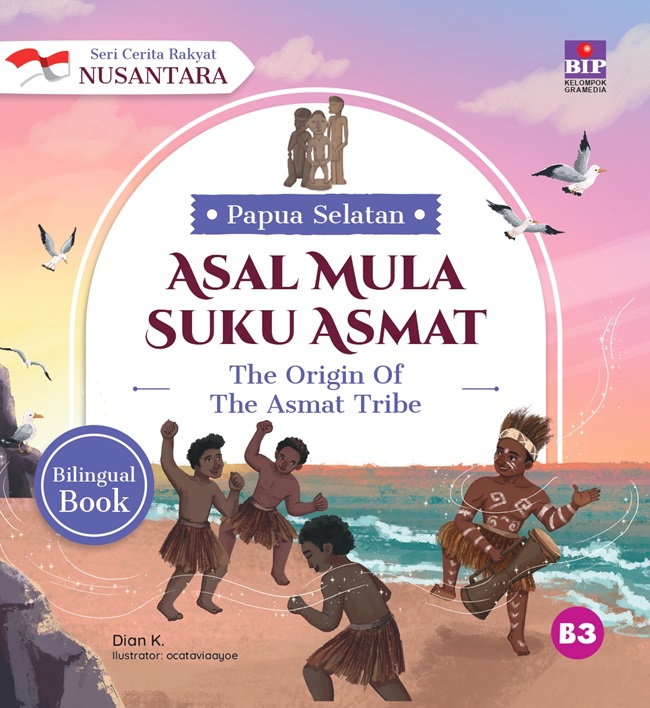 Seri Cerita Rakyat
NUSANTARA
BIP
KELOMPOK
GRAMEDIA
• Papua Selatan •
ASAL MULA
SUKU ASMAT
The Origin Of
The Asmat Tribe
Bilingual
Book
Dian K.
Ilustrator: ocataviaayoe
B3